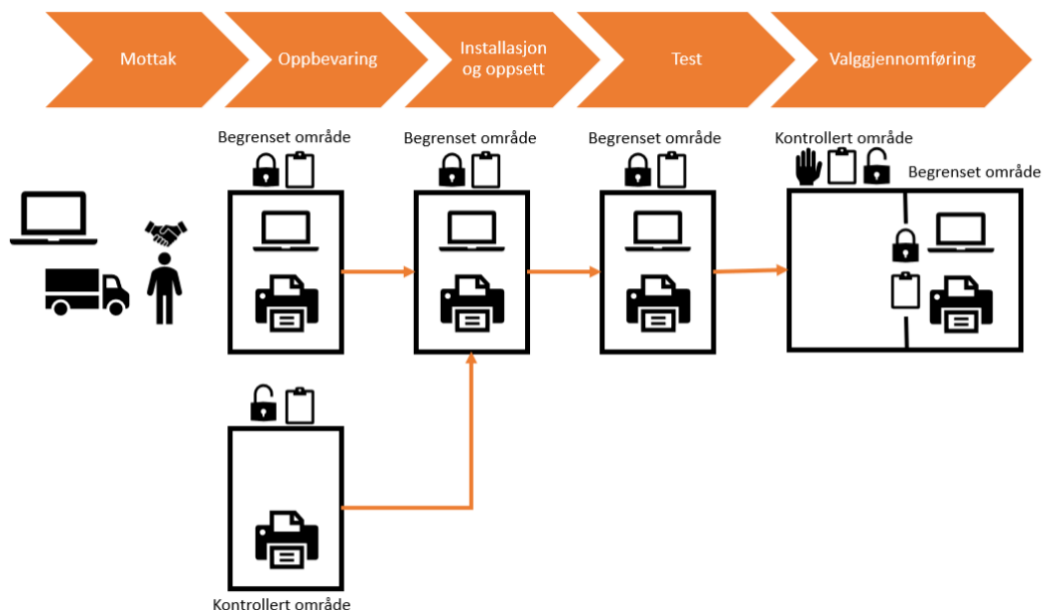 Mottak
Oppbevaring
Installasjon
og oppsett
Test
Valggjennomføring
Begrenset område
Begrenset område
Begrenset område
Kontrollert område
Begrenset område
Kontrollert område